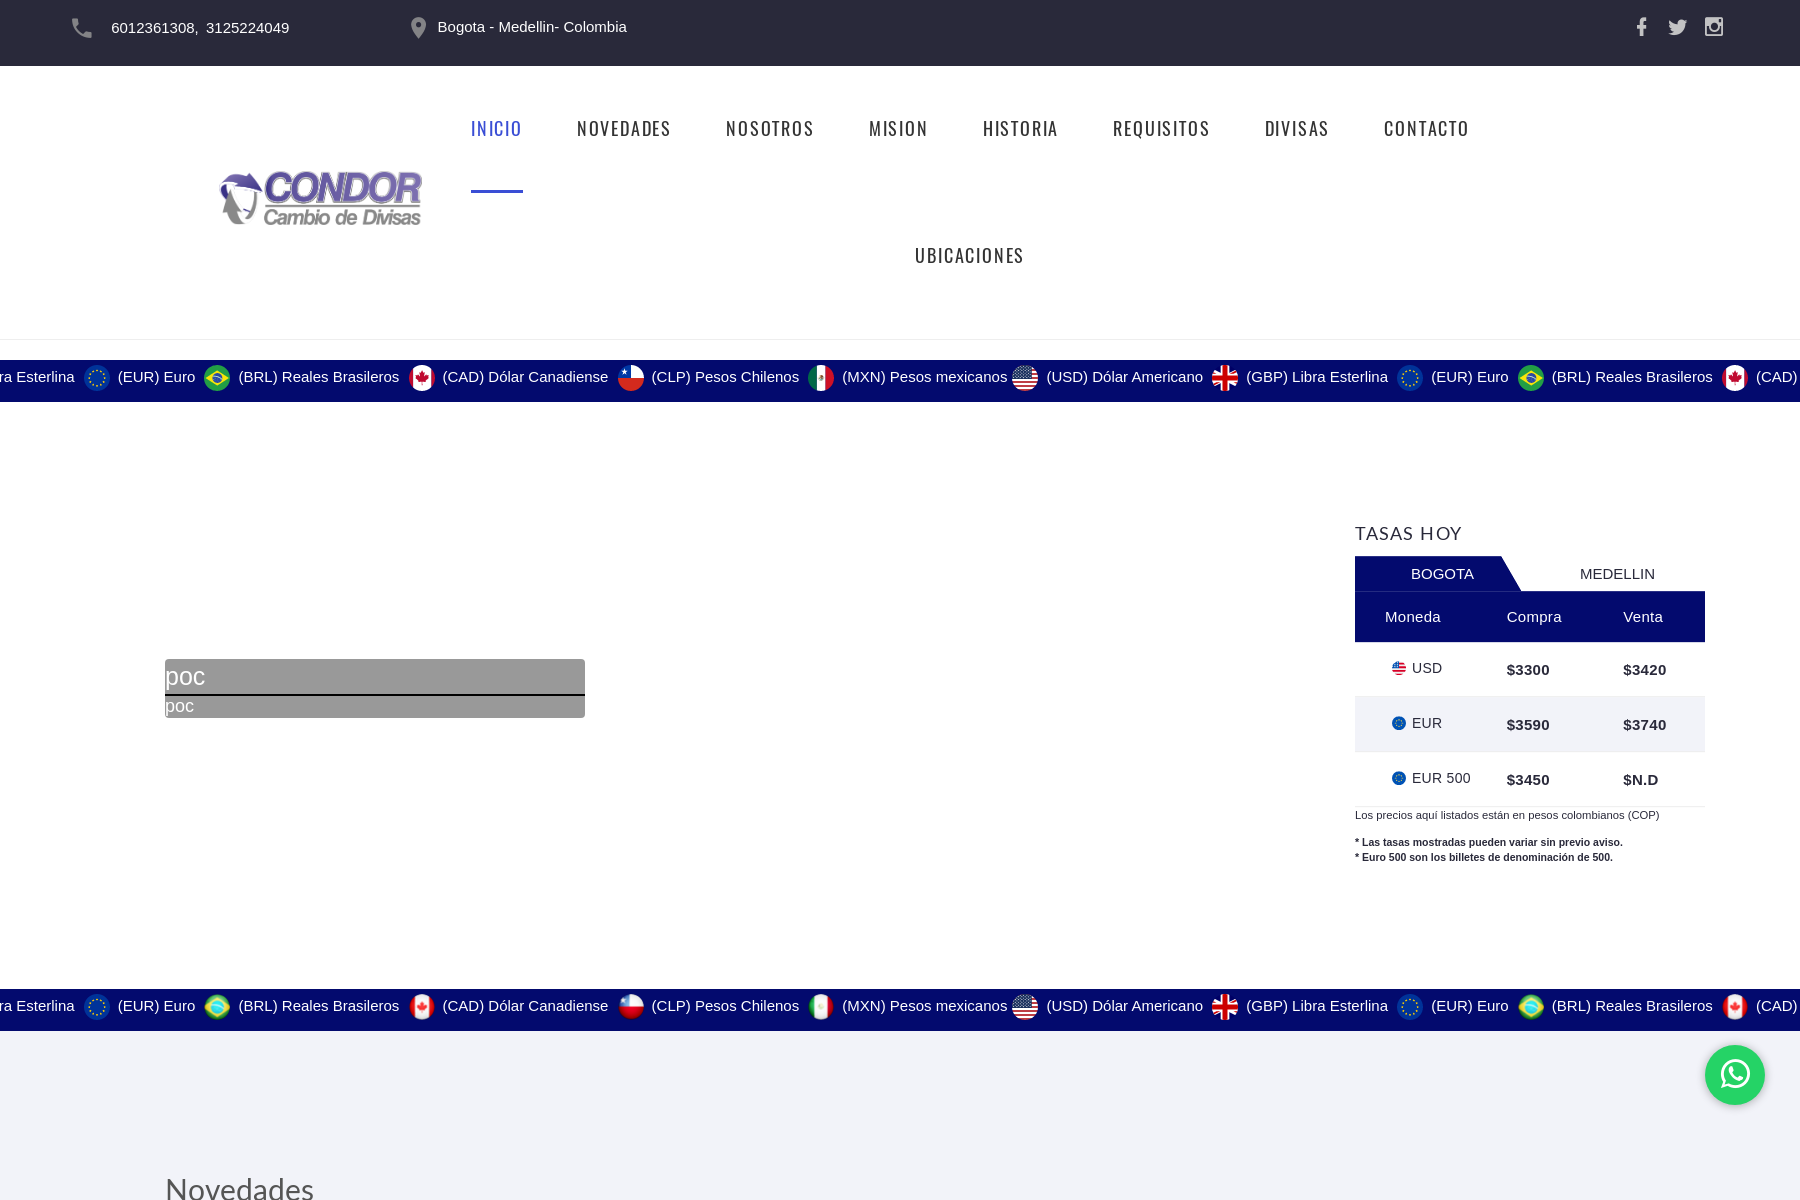 6012361308, 3125224049
Bogota - Medellin- Colombia
INICIO NOVEDADES NOSOTROS MISION HISTORIA REQUISITOS DIVISAS CONTACTO
CONDOR
Cambio de Divisas
UBICACIONES
ra Esterlina (EUR) Euro (BRL) Reales Brasileros (CAD) Dólar Canadiense (CLP) Pesos Chilenos (MXN) Pesos mexicanos (USD) Dólar Americano (GBP) Libra Esterlina (EUR) Euro (BRL) Reales Brasileros (CAD)
TASAS HOY
BOGOTA MEDELLIN
Moneda Compra Venta
USD $3300 $3420
poc
poc
EUR $3590 $3740
EUR 500 $3450 $N.D
Los precios aquí listados están en pesos colombianos (COP)
* Las tasas mostradas pueden variar sin previo aviso.
* Euro 500 son los billetes de denominación de 500.
ra Esterlina (EUR) Euro (BRL) Reales Brasileros (CAD) Dólar Canadiense (CLP) Pesos Chilenos (MXN) Pesos mexicanos (USD) Dólar Americano (GBP) Libra Esterlina (EUR) Euro (BRL) Reales Brasileros (CAD)
Novedades